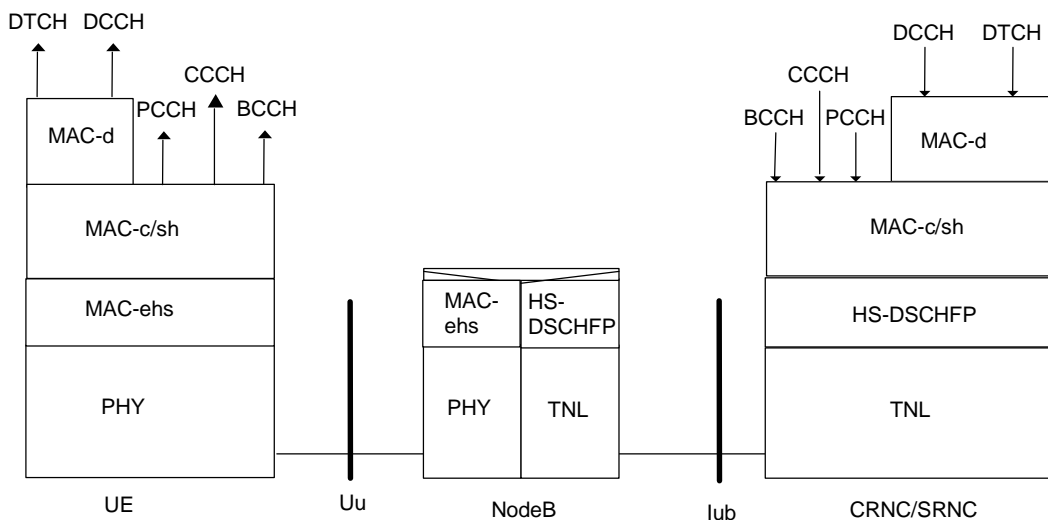 DTCH DCCH
CCCH
PCCH
BCCH
MAC-d
MAC-c/sh
MAC-ehs
PHY
UE
Uu
MAC-
ehs
HS-
DSCHFP
PHY
TNL
NodeB
Iub
DCCH DTCH
CCCH
BCCH
PCCH
MAC-d
MAC-c/sh
HS-DSCHFP
TNL
CRNC/SRNC